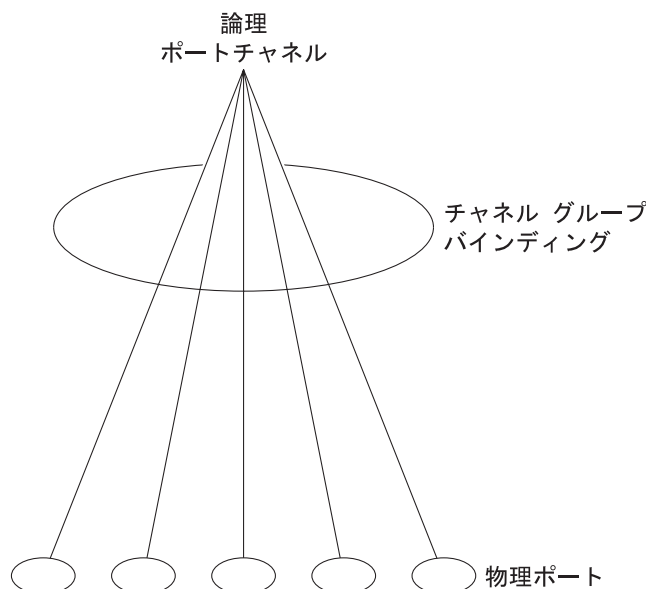 論理
ポートチャネル
チャネル グループ
バインディング
物理ポート